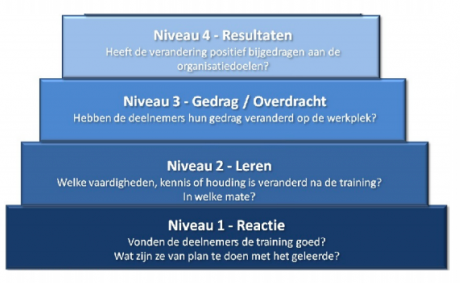 Niveau 4 - Resultaten
Heeft de verandering positief bijgedragen aan de
organisatiedoelen?
Niveau 3 - Gedrag / Overdracht
Hebben de deelnemers hun gedrag veranderd op de werkplek?
Niveau 2 - Leren
Welke vaardigheden, kennis of houding is veranderd na de training?
In welke mate?
Niveau 1 - Reactie
Vonden de deelnemers de training goed?
Wat zijn ze van plan te doen met het geleerde?